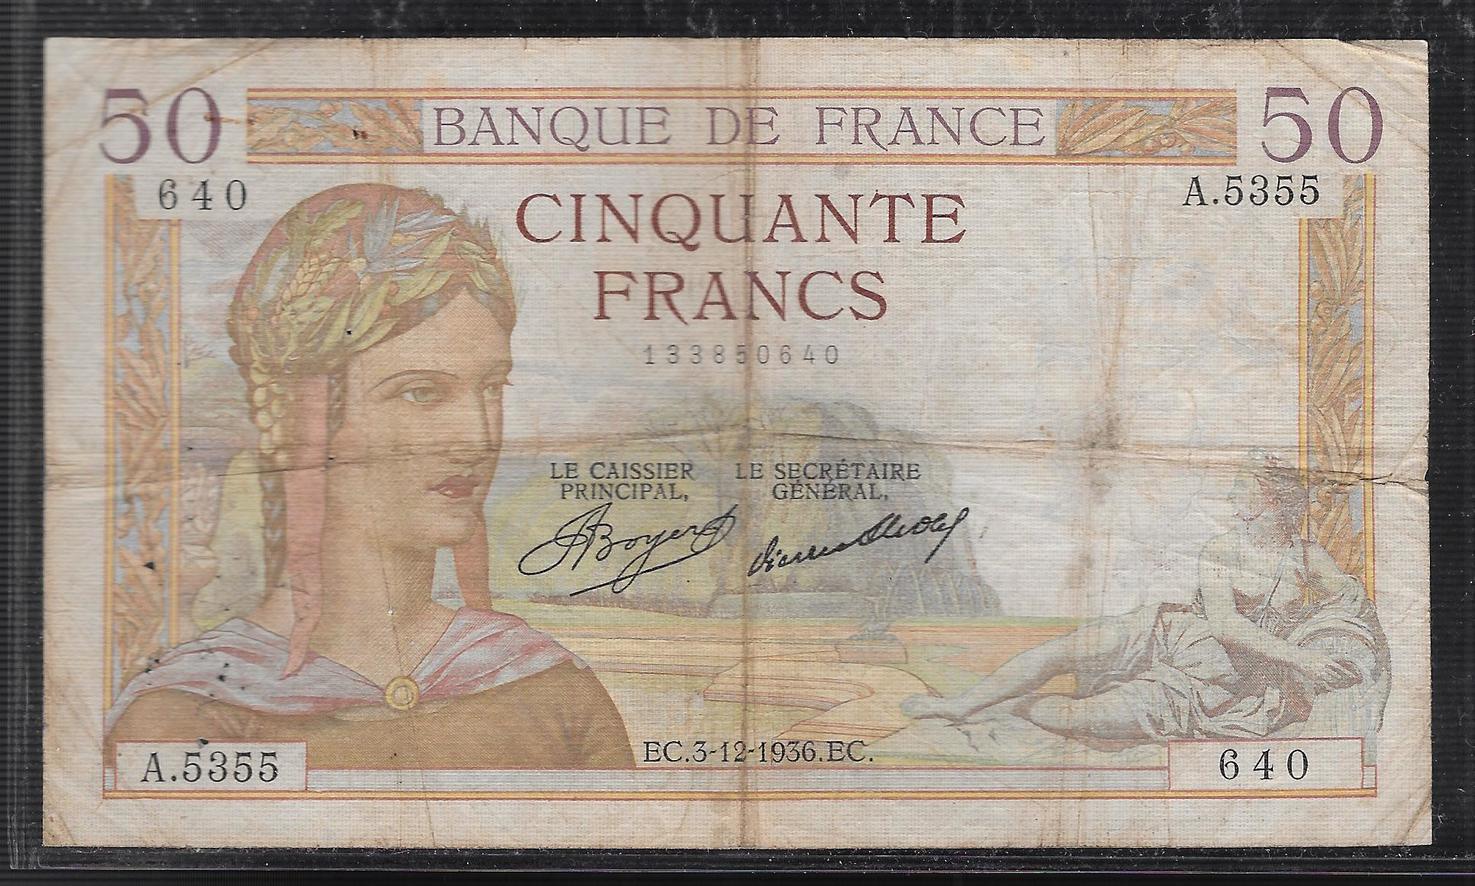 50 BANQUE DE FRANCE 50
640 A.5355
CINQUANTE
FRANCS
133850640
LE CAISSIER
PRINCIPAL,
LE SECRÉTAIRE
GÉNÉRAL,
Boyer
EC.3-12-1936.EC.
A.5355 640